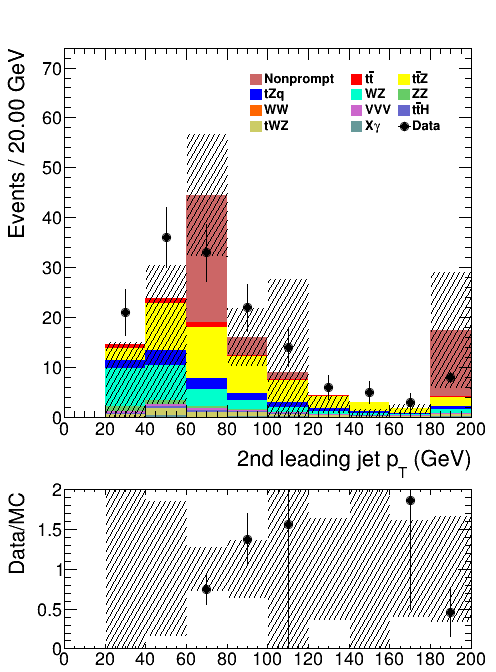 Events / 20.00 GeV
70
60
50
40
30
20
10
0
Nonprompt tt̄ tt̄Z
tZq WZ ZZ
WW VVV tt̄H
tWZ Xγ Data
0 20 40 60 80 100 120 140 160 180 200
2nd leading jet p_T (GeV)
Data/MC
2
1.5
1
0.5
0
0 20 40 60 80 100 120 140 160 180 200